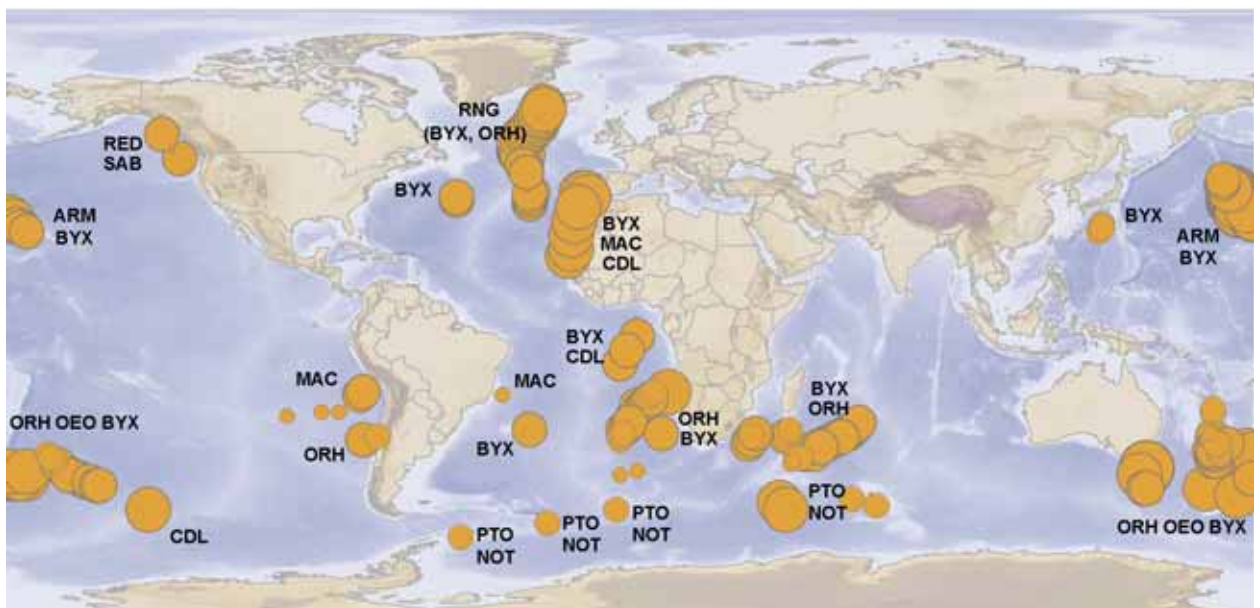 RNG
(BYX, ORH)
RED
SAB
BYX
ARM
BYX
BYX
MAC
CDL
BYX
ARM
BYX
BYX
CDL
MAC
MAC
BYX
ORH
ORH OEO BYX
ORH
BYX
ORH
BYX
CDL
PTO
NOT
PTO
NOT
PTO
NOT
PTO
NOT
ORH OEO BYX